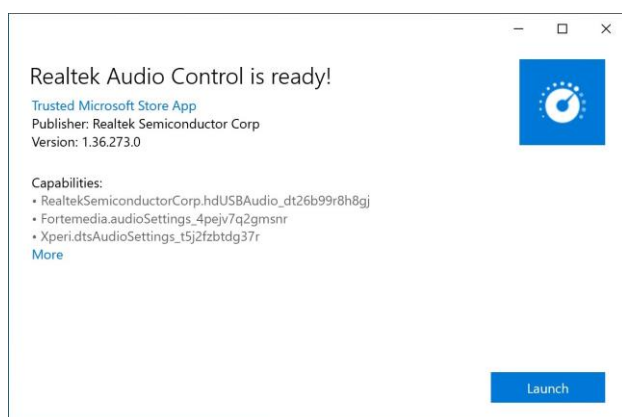 Realtek Audio Control is ready!
Trusted Microsoft Store App
Publisher: Realtek Semiconductor Corp
Version: 1.36.273.0
Capabilities:
• RealtekSemiconductorCorp.hdUSBAudio_dt26b99r8h8gj
• Fortemedia.audioSettings_4pejv7q2gmsnr
• Xperi.dtsAudioSettings_t5j2fzbtdg37r
More
Launch